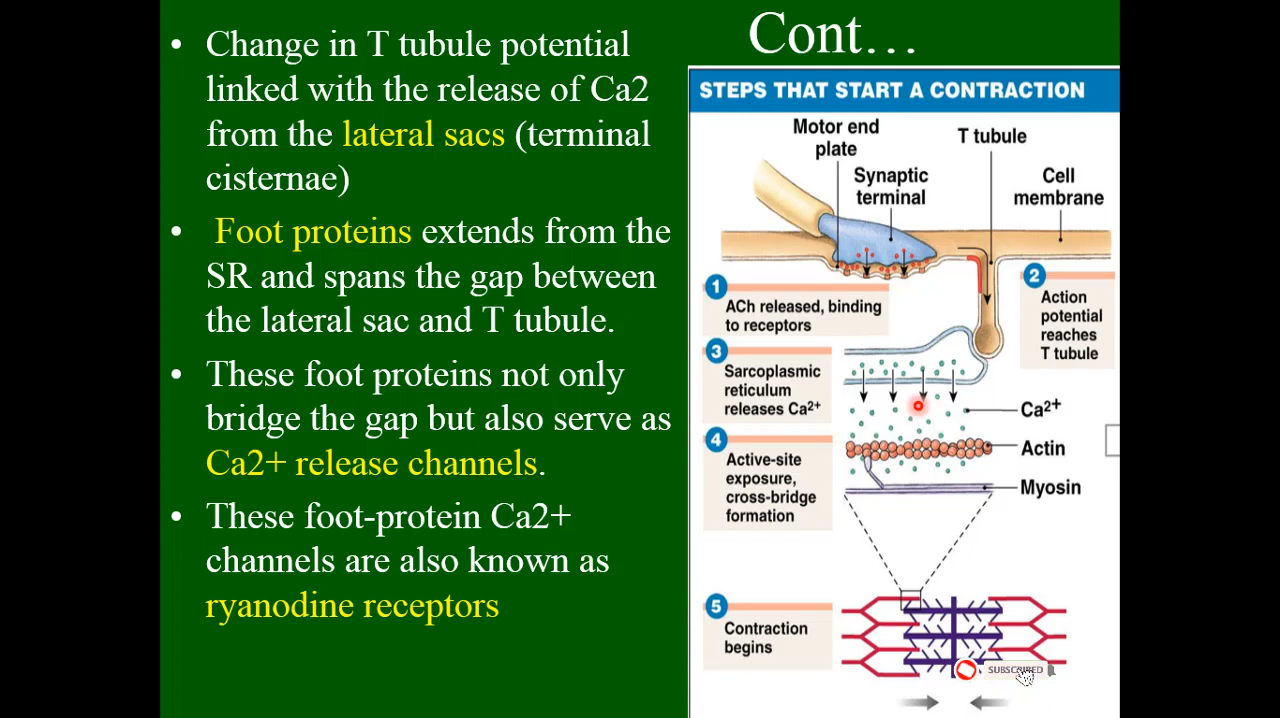 Cont…
• Change in T tubule potential
linked with the release of Ca2
from the lateral sacs (terminal
cisternae)
• Foot proteins extends from the
SR and spans the gap between
the lateral sac and T tubule.
• These foot proteins not only
bridge the gap but also serve as
Ca2+ release channels.
• These foot-protein Ca2+
channels are also known as
ryanodine receptors
STEPS THAT START A CONTRACTION
Motor end
plate
T tubule
Synaptic
terminal
Cell
membrane
1
ACh released, binding
to receptors
2
Action
potential
reaches
T tubule
3
Sarcoplasmic
reticulum
releases Ca²⁺
Ca²⁺
4
Active-site
exposure,
cross-bridge
formation
Actin
Myosin
5
Contraction
begins
SUBSCRIBED